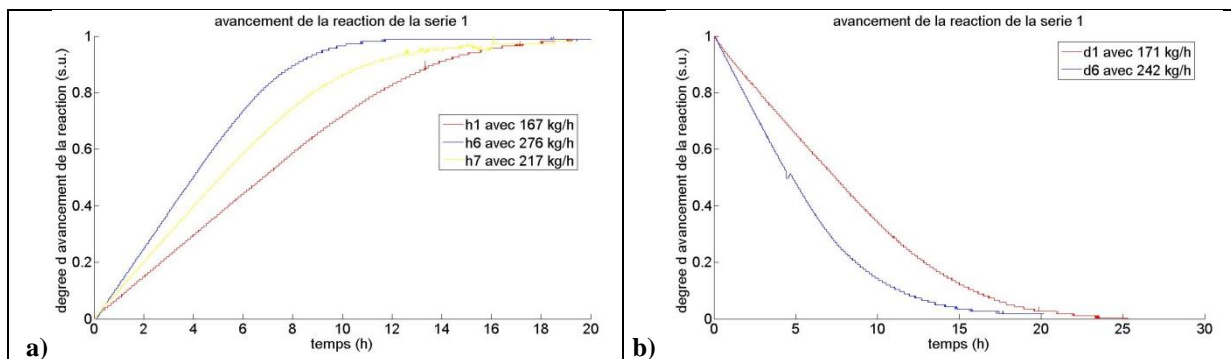 avancement de la reaction de la serie 1
degree d avancement de la reaction (s.u.)
1
0.8
0.6
0.4
0.2
0
h1 avec 167 kg/h
h6 avec 276 kg/h
h7 avec 217 kg/h
0 2 4 6 8 10 12 14 16 18 20
temps (h)
a)
avancement de la reaction de la serie 1
degree d avancement de la reaction (s.u.)
1
0.8
0.6
0.4
0.2
0
d1 avec 171 kg/h
d6 avec 242 kg/h
0 5 10 15 20 25 30
temps (h)
b)